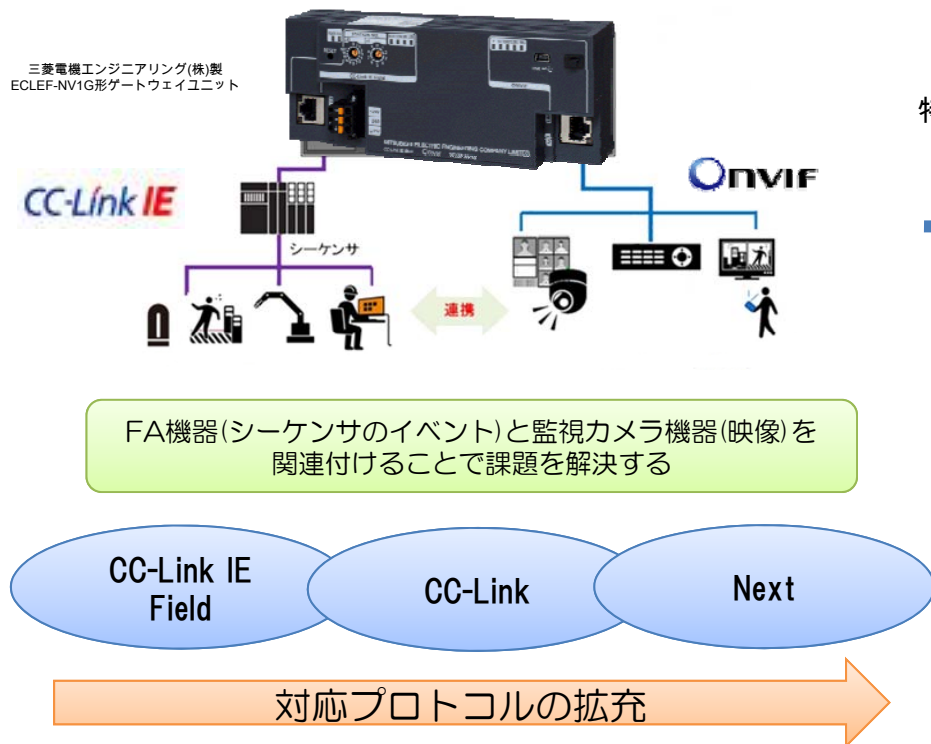 三菱電機エンジニアリング(株)製
ECLEF-NV1G形ゲートウェイユニット
CC-Link IE
ONVIF
シーケンサ
連携
FA機器(シーケンサのイベント)と監視カメラ機器(映像)を
関連付けることで課題を解決する
CC-Link IE
Field
CC-Link
Next
対応プロトコルの拡充